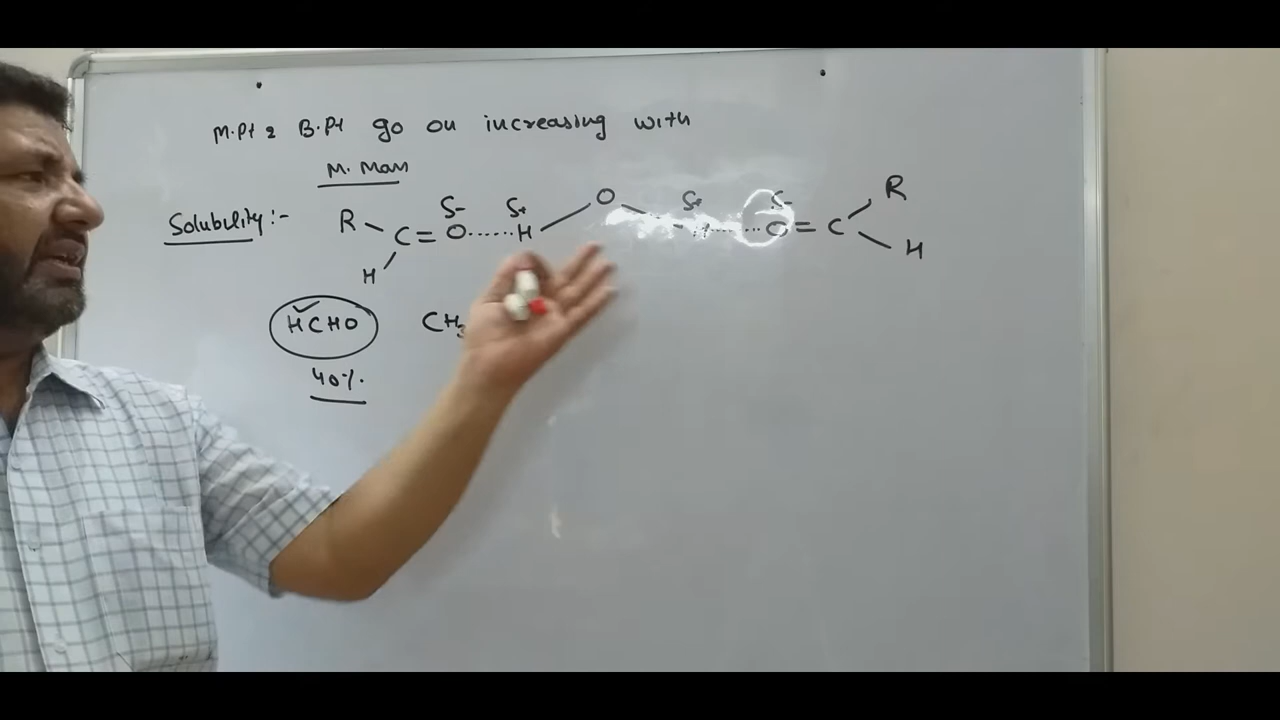 M.Pt & B.Pt go on increasing with
M. Mass
Solubility :- R C = O ...... H O H ...... O = C R
S- S+ S+ S-
H H
HCHO CH3
40%